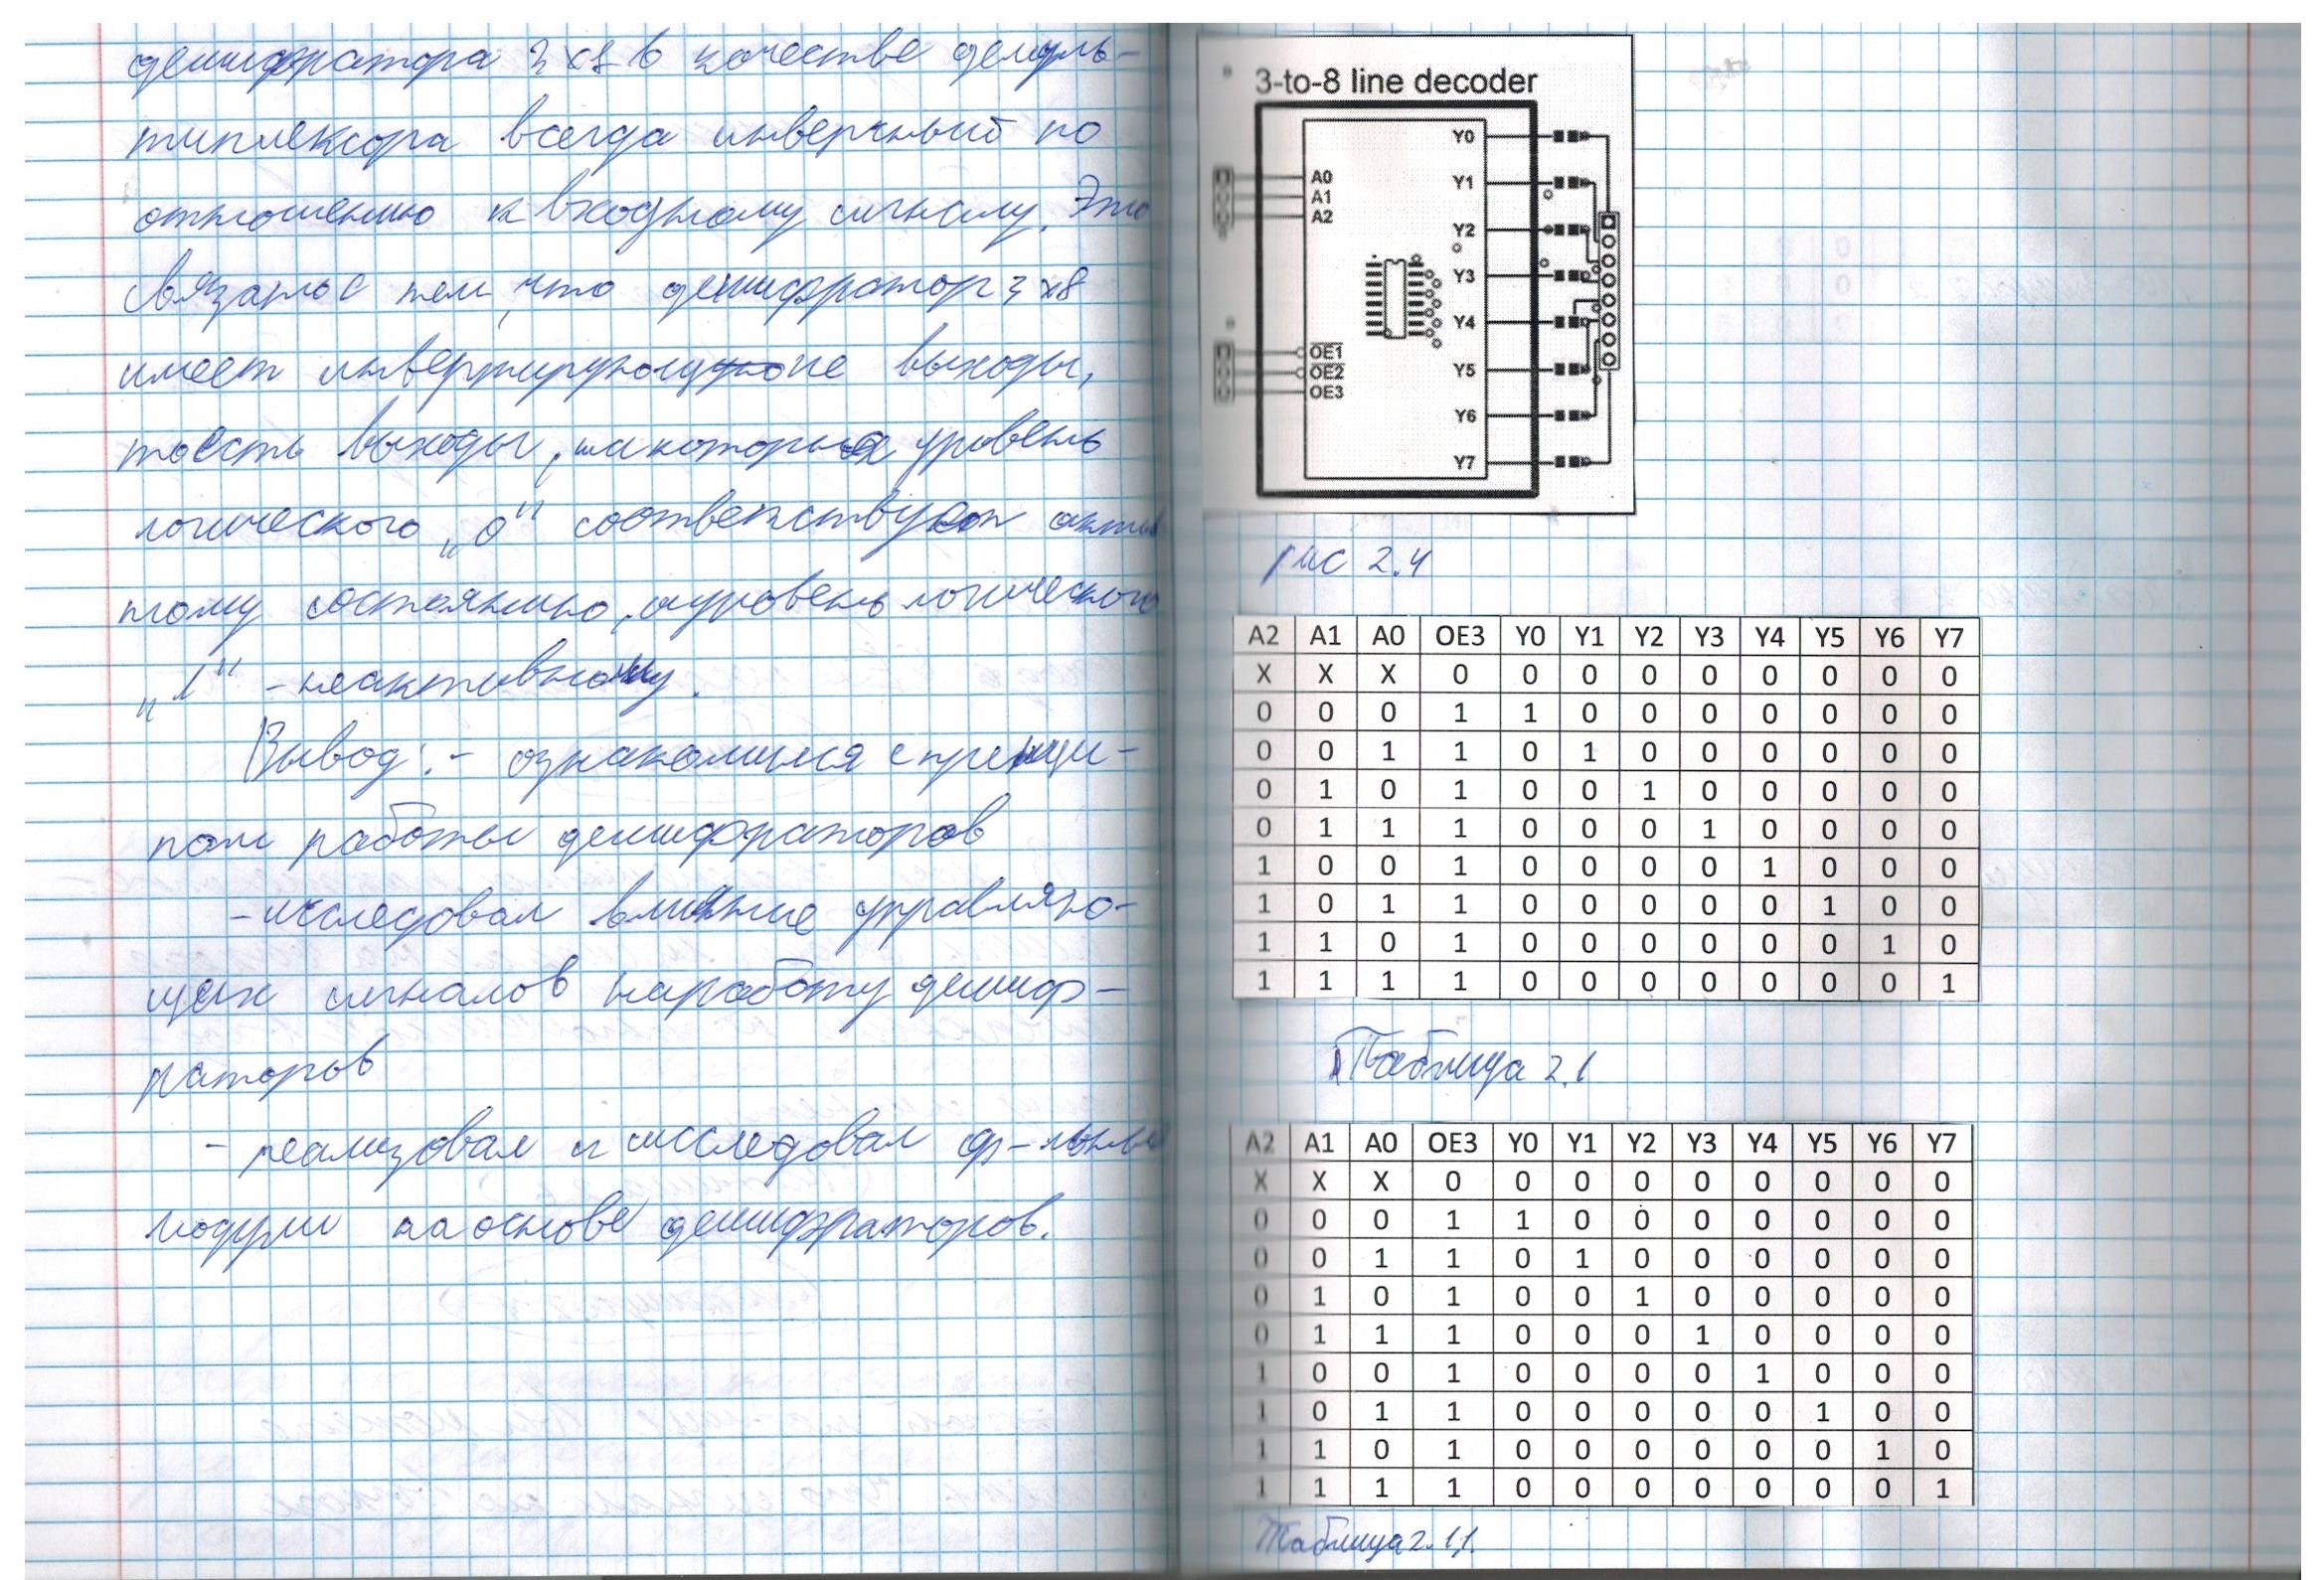 дешифратора 3х8 в качестве демуль-
типлексора всегда инверсный по
отношению к входному сигналу. Это
связано с тем, что дешифратор 3х8
имеет инвертирующие выходы,
тоесть выходы, на которых уровень
логического „0" соответствует актив
ному состоянию, а уровень логического
„1" - неактивному.
Вывод: - ознакомился с принци-
пом работы дешифраторов
- исследовал влияние управляю-
щих сигналов на работу дешиф-
раторов
- реализовал и исследовал ф-льные
модули на основе дешифраторов.
3-to-8 line decoder
Y0
A0 Y1
A1
A2 Y2
Y3
Y4
OE1
OE2 Y5
OE3
Y6
Y7
рис 2.4
A2 A1 A0 OE3 Y0 Y1 Y2 Y3 Y4 Y5 Y6 Y7
X X X 0 0 0 0 0 0 0 0 0
0 0 0 1 1 0 0 0 0 0 0 0
0 0 1 1 0 1 0 0 0 0 0 0
0 1 0 1 0 0 1 0 0 0 0 0
0 1 1 1 0 0 0 1 0 0 0 0
1 0 0 1 0 0 0 0 1 0 0 0
1 0 1 1 0 0 0 0 0 1 0 0
1 1 0 1 0 0 0 0 0 0 1 0
1 1 1 1 0 0 0 0 0 0 0 1
Таблица 2.1
A2 A1 A0 OE3 Y0 Y1 Y2 Y3 Y4 Y5 Y6 Y7
X X X 0 0 0 0 0 0 0 0 0
0 0 0 1 1 0 0 0 0 0 0 0
0 0 1 1 0 1 0 0 0 0 0 0
0 1 0 1 0 0 1 0 0 0 0 0
0 1 1 1 0 0 0 1 0 0 0 0
1 0 0 1 0 0 0 0 1 0 0 0
1 0 1 1 0 0 0 0 0 1 0 0
1 1 0 1 0 0 0 0 0 0 1 0
1 1 1 1 0 0 0 0 0 0 0 1
Таблица 2.1.1.